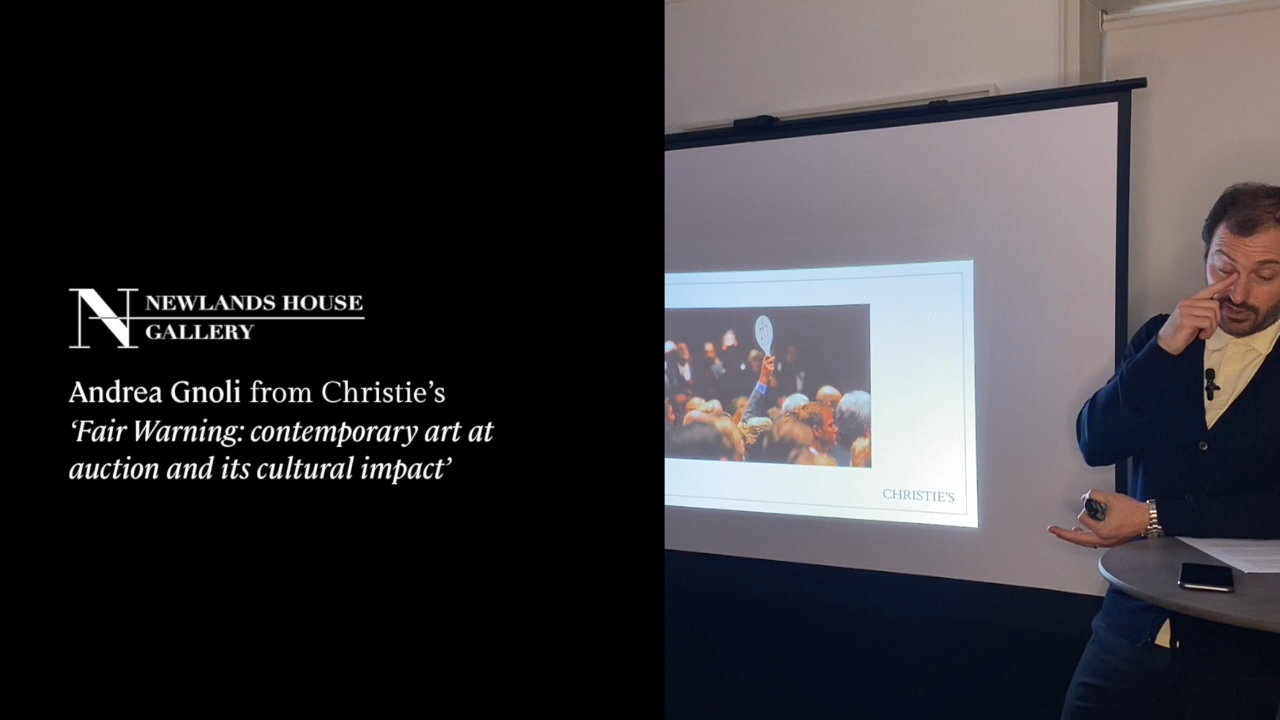 NEWLANDS HOUSE
GALLERY
Andrea Gnoli from Christie’s
‘Fair Warning: contemporary art at
auction and its cultural impact’
CHRISTIE'S